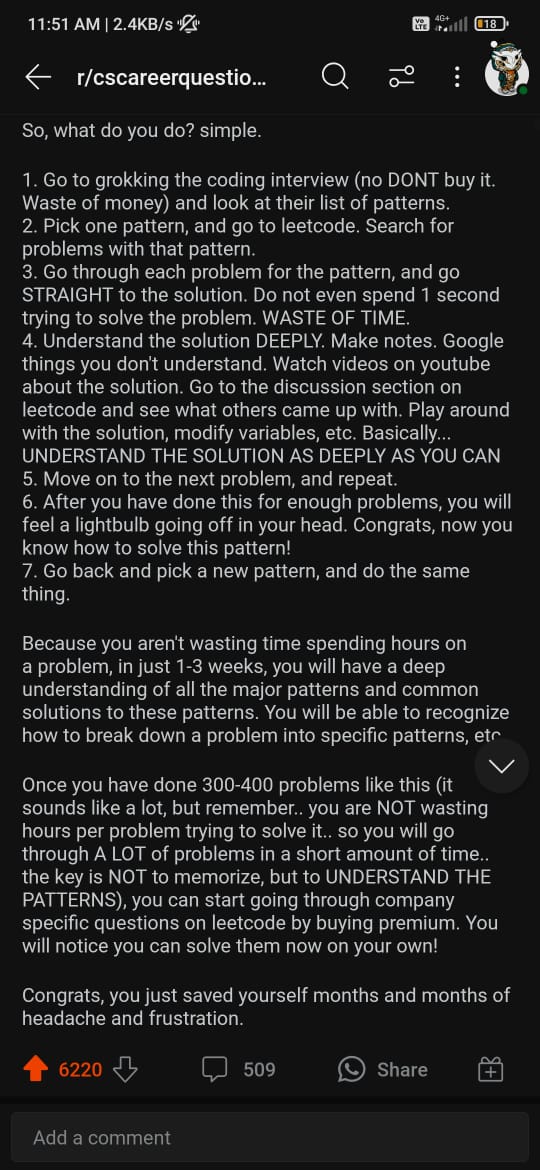 11:51 AM | 2.4KB/s
Vo LTE 4G+ 18
r/cscareerquestio...
So, what do you do? simple.
1. Go to grokking the coding interview (no DONT buy it.
Waste of money) and look at their list of patterns.
2. Pick one pattern, and go to leetcode. Search for
problems with that pattern.
3. Go through each problem for the pattern, and go
STRAIGHT to the solution. Do not even spend 1 second
trying to solve the problem. WASTE OF TIME.
4. Understand the solution DEEPLY. Make notes. Google
things you don't understand. Watch videos on youtube
about the solution. Go to the discussion section on
leetcode and see what others came up with. Play around
with the solution, modify variables, etc. Basically...
UNDERSTAND THE SOLUTION AS DEEPLY AS YOU CAN
5. Move on to the next problem, and repeat.
6. After you have done this for enough problems, you will
feel a lightbulb going off in your head. Congrats, now you
know how to solve this pattern!
7. Go back and pick a new pattern, and do the same
thing.
Because you aren't wasting time spending hours on
a problem, in just 1-3 weeks, you will have a deep
understanding of all the major patterns and common
solutions to these patterns. You will be able to recognize
how to break down a problem into specific patterns, etc
Once you have done 300-400 problems like this (it
sounds like a lot, but remember.. you are NOT wasting
hours per problem trying to solve it.. so you will go
through A LOT of problems in a short amount of time..
the key is NOT to memorize, but to UNDERSTAND THE
PATTERNS), you can start going through company
specific questions on leetcode by buying premium. You
will notice you can solve them now on your own!
Congrats, you just saved yourself months and months of
headache and frustration.
6220 509 Share
Add a comment